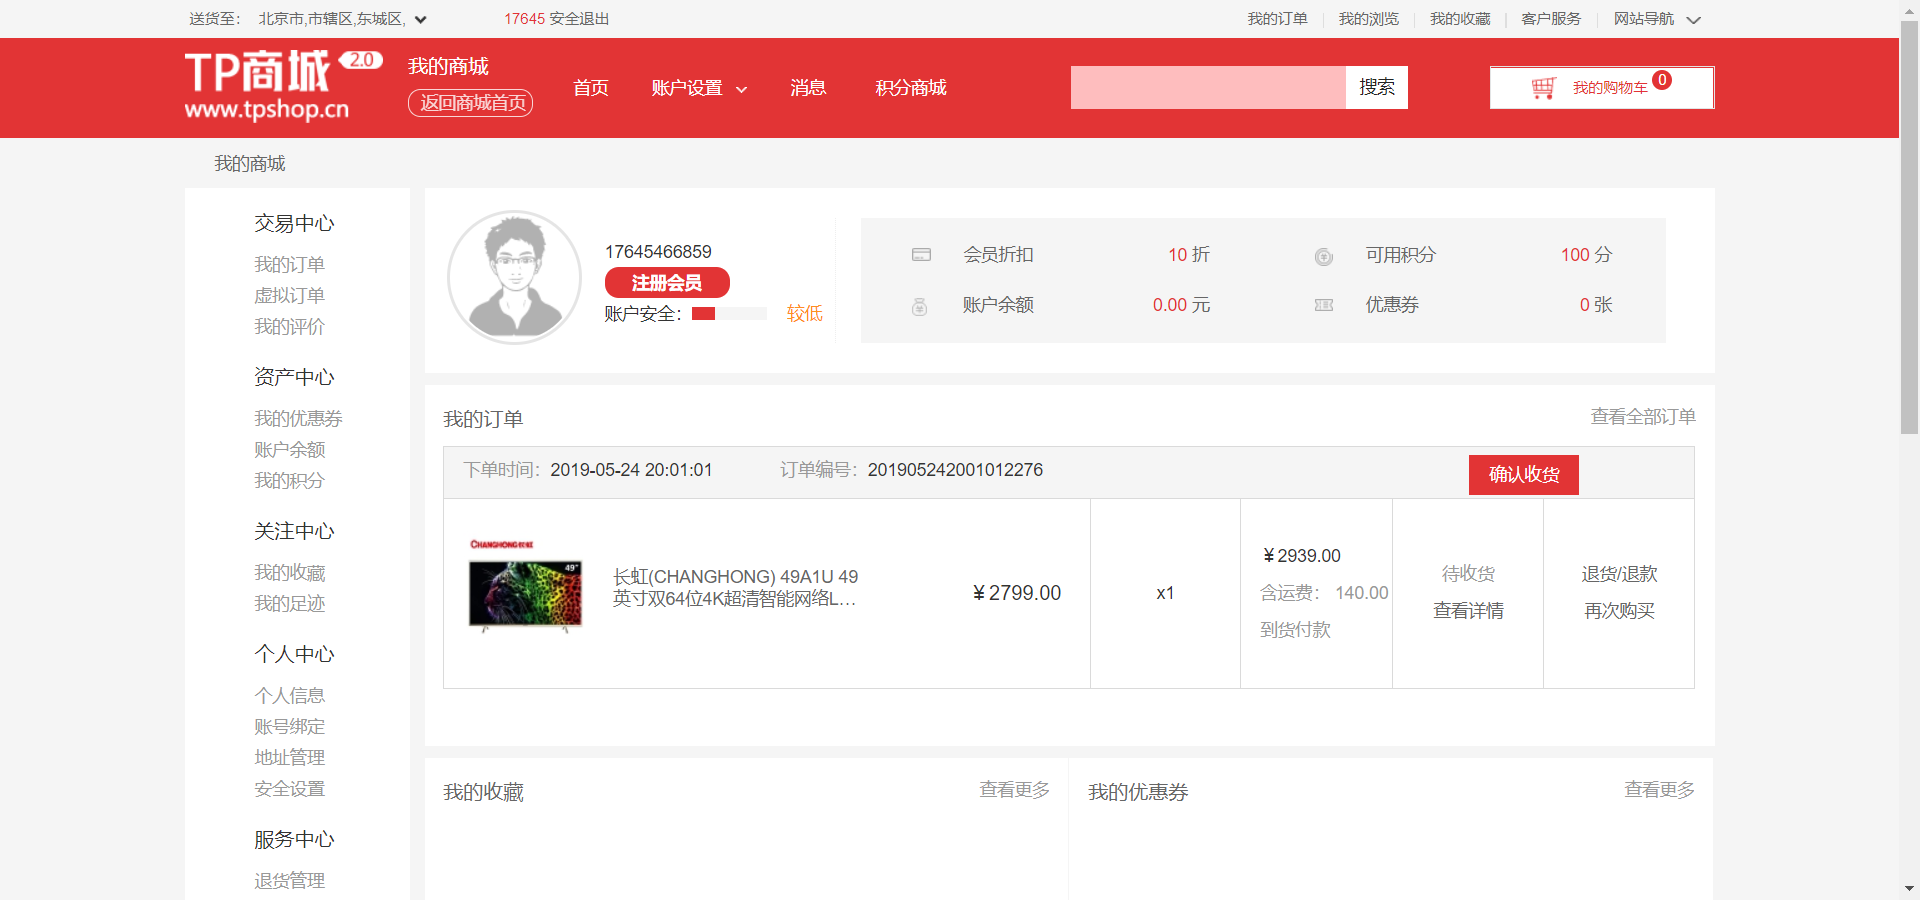 送货至： 北京市,市辖区,东城区,
17645 安全退出
我的订单 我的浏览 我的收藏 客户服务 网站导航
TP商城 2.0
www.tpshop.cn
我的商城
返回商城首页
首页 账户设置 消息 积分商城
搜索
我的购物车 0
我的商城
交易中心
我的订单
虚拟订单
我的评价
资产中心
我的优惠券
账户余额
我的积分
关注中心
我的收藏
我的足迹
个人中心
个人信息
账号绑定
地址管理
安全设置
服务中心
退货管理
17645466859
注册会员
账户安全： 较低
会员折扣 10 折 可用积分 100 分
账户余额 0.00 元 优惠券 0 张
我的订单 查看全部订单
下单时间：2019-05-24 20:01:01 订单编号：201905242001012276 确认收货
CHANGHONG长虹
49"
长虹(CHANGHONG) 49A1U 49
英寸双64位4K超清智能网络L...
￥2799.00
x1
￥2939.00
含运费： 140.00
到货付款
待收货
查看详情
退货/退款
再次购买
我的收藏 查看更多
我的优惠券 查看更多